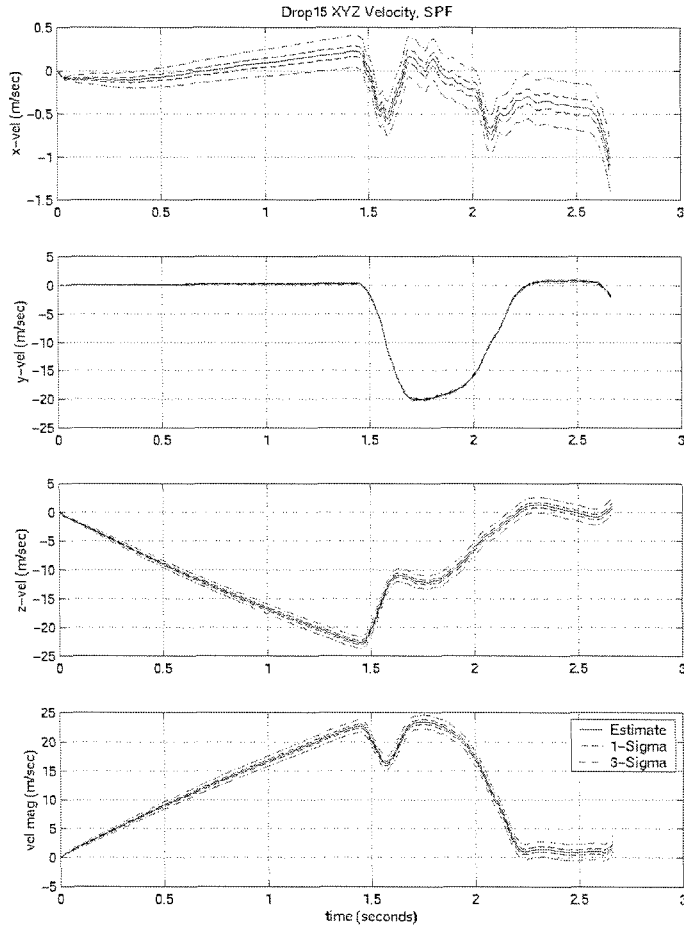 Drop15 XYZ Velocity, SPF
0.5
0
-0.5
-1
-1.5
x-vel (m/sec)
0 0.5 1 1.5 2 2.5 3
5
0
-5
-10
-15
-20
-25
y-vel (m/sec)
0 0.5 1 1.5 2 2.5 3
5
0
-5
-10
-15
-20
-25
z-vel (m/sec)
0 0.5 1 1.5 2 2.5 3
25
20
15
10
5
0
-5
vel mag (m/sec)
Estimate
1-Sigma
3-Sigma
0 0.5 1 1.5 2 2.5 3
time (seconds)